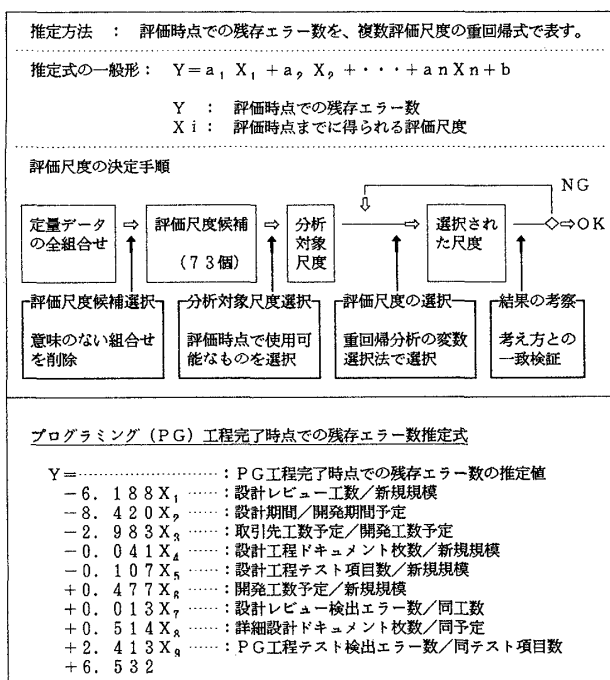 推定方法 : 評価時点での残存エラー数を、複数評価尺度の重回帰式で表す。
推定式の一般形: Y=a₁ X₁ +a₂ X₂ +・・・+anXn+b
Y : 評価時点での残存エラー数
Xi: 評価時点までに得られる評価尺度
評価尺度の決定手順
NG
定量データの全組合せ
⇨
評価尺度候補
(73個)
⇨
分析対象尺度
⇨
選択された尺度
◇⇨OK
評価尺度候補選択
意味のない組合せ
を削除
分析対象尺度選択
評価時点で使用可
能なものを選択
評価尺度の選択
重回帰分析の変数
選択法で選択
結果の考察
考え方との
一致検証
プログラミング(PG)工程完了時点での残存エラー数推定式
Y=……………………:PG工程完了時点での残存エラー数の推定値
-6. 188X₁ ……:設計レビュー工数/新規規模
-8. 420X₂ ……:設計期間/開発期間予定
-2. 983X₃ ……:取引先工数予定/開発工数予定
-0. 041X₄ ……:設計工程ドキュメント枚数/新規規模
-0. 107X₅ ……:設計工程テスト項目数/新規規模
+0. 477X₆ ……:開発工数予定/新規規模
+0. 013X₇ ……:設計レビュー検出エラー数/同工数
+0. 514X₈ ……:詳細設計ドキュメント枚数/同予定
+2. 413X₉ ……:PG工程テスト検出エラー数/同テスト項目数
+6. 532